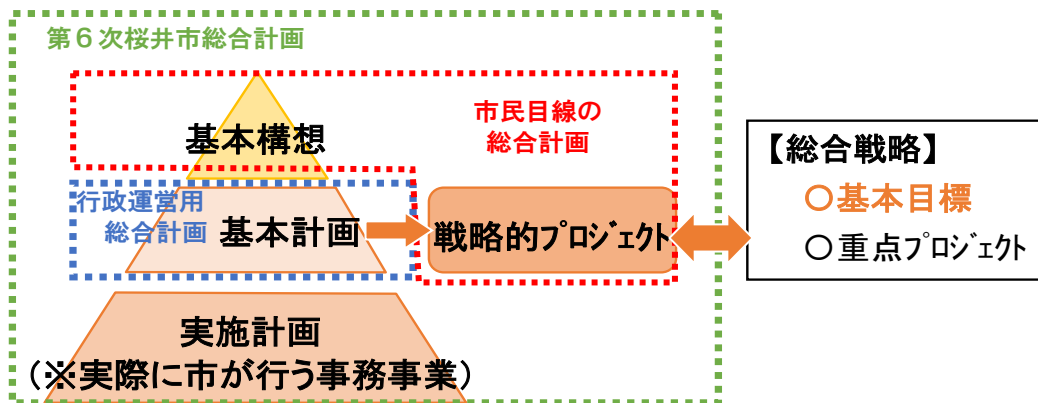 第６次桜井市総合計画
市民目線の
総合計画
基本構想
行政運営用
総合計画
基本計画
戦略的プロジェクト
実施計画
（※実際に市が行う事務事業）
【総合戦略】
〇基本目標
〇重点プロジェクト